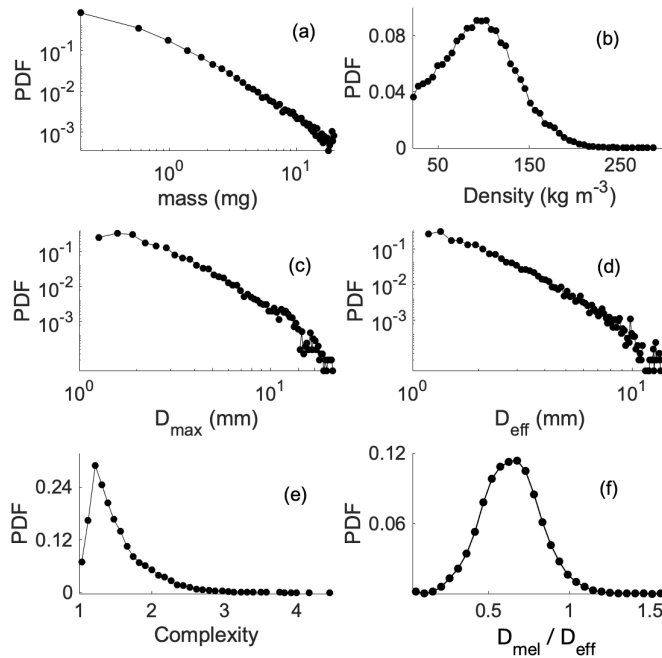 (a)
PDF
10^-1
10^-2
10^-3
10^0
10^1
mass (mg)
(b)
PDF
0.08
0.04
0
50
150
250
Density (kg m^-3)
(c)
PDF
10^-1
10^-2
10^-3
10^0
10^1
D_max (mm)
(d)
PDF
10^-1
10^-2
10^-3
10^0
10^1
D_eff (mm)
(e)
PDF
0.24
0.12
0
1
2
3
4
Complexity
(f)
PDF
0.12
0.06
0.5
1
1.5
D_mel / D_eff